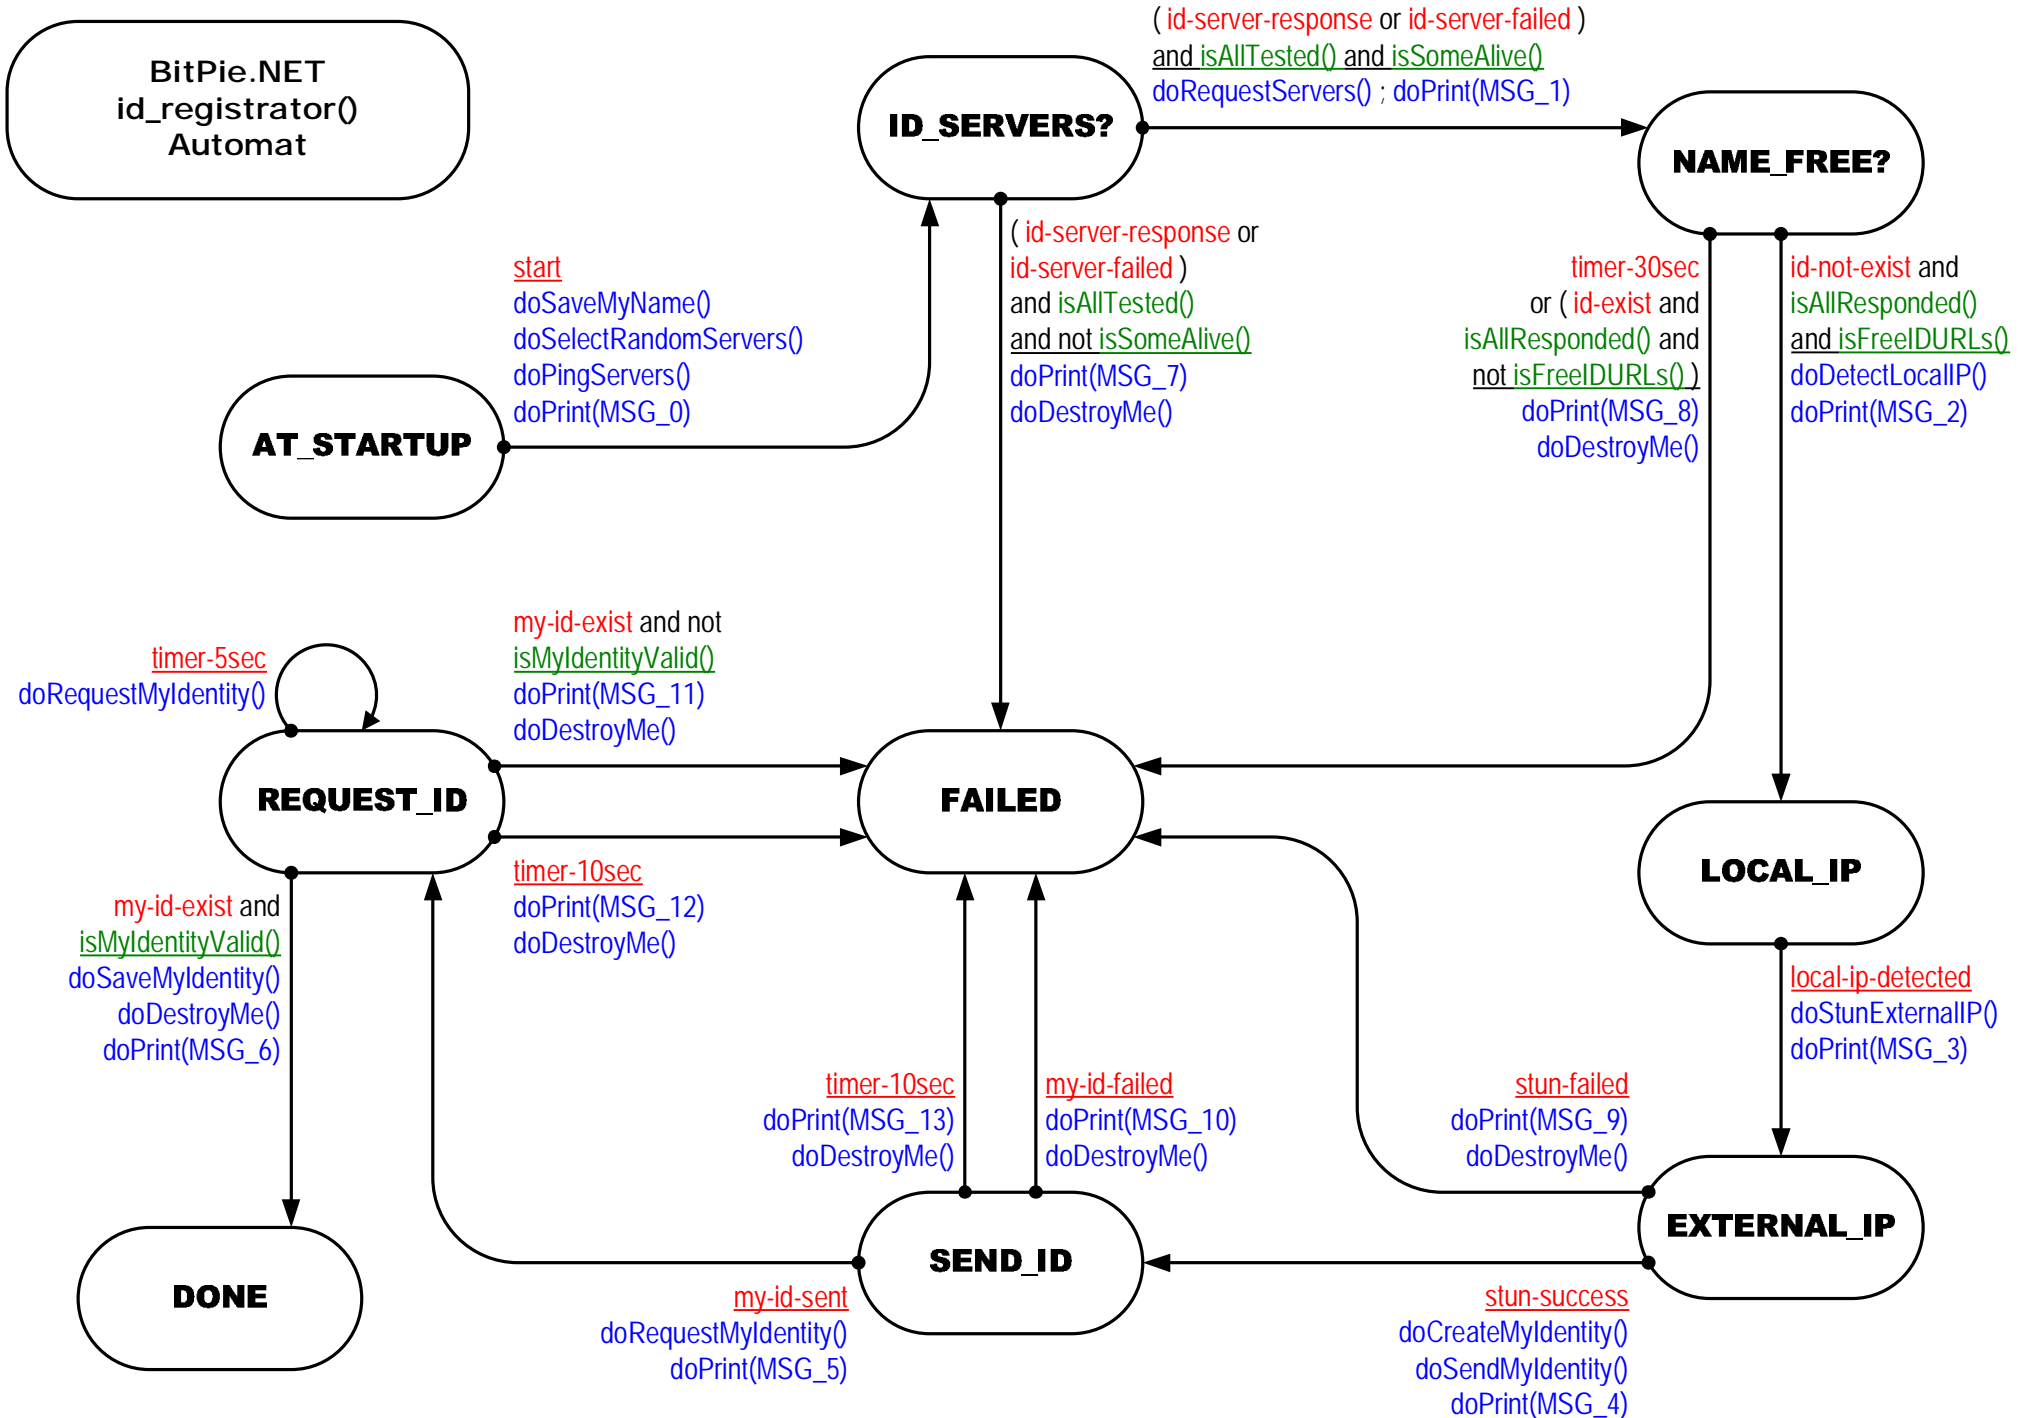 BitPie.NET
id_registrator()
Automat
( id-server-response or id-server-failed )
and isAllTested() and isSomeAlive()
doRequestServers() ; doPrint(MSG_1)
ID_SERVERS?
NAME_FREE?
start
doSaveMyName()
doSelectRandomServers()
doPingServers()
doPrint(MSG_0)
( id-server-response or
id-server-failed )
and isAllTested()
and not isSomeAlive()
doPrint(MSG_7)
doDestroyMe()
timer-30sec
or ( id-exist and
isAllResponded() and
not isFreeIDURLs() )
doPrint(MSG_8)
doDestroyMe()
id-not-exist and
isAllResponded()
and isFreeIDURLs()
doDetectLocalIP()
doPrint(MSG_2)
AT_STARTUP
timer-5sec
doRequestMyIdentity()
my-id-exist and not
isMyIdentityValid()
doPrint(MSG_11)
doDestroyMe()
REQUEST_ID
FAILED
LOCAL_IP
timer-10sec
doPrint(MSG_12)
doDestroyMe()
my-id-exist and
isMyIdentityValid()
doSaveMyIdentity()
doDestroyMe()
doPrint(MSG_6)
local-ip-detected
doStunExternalIP()
doPrint(MSG_3)
timer-10sec
doPrint(MSG_13)
doDestroyMe()
my-id-failed
doPrint(MSG_10)
doDestroyMe()
stun-failed
doPrint(MSG_9)
doDestroyMe()
EXTERNAL_IP
SEND_ID
DONE
my-id-sent
doRequestMyIdentity()
doPrint(MSG_5)
stun-success
doCreateMyIdentity()
doSendMyIdentity()
doPrint(MSG_4)